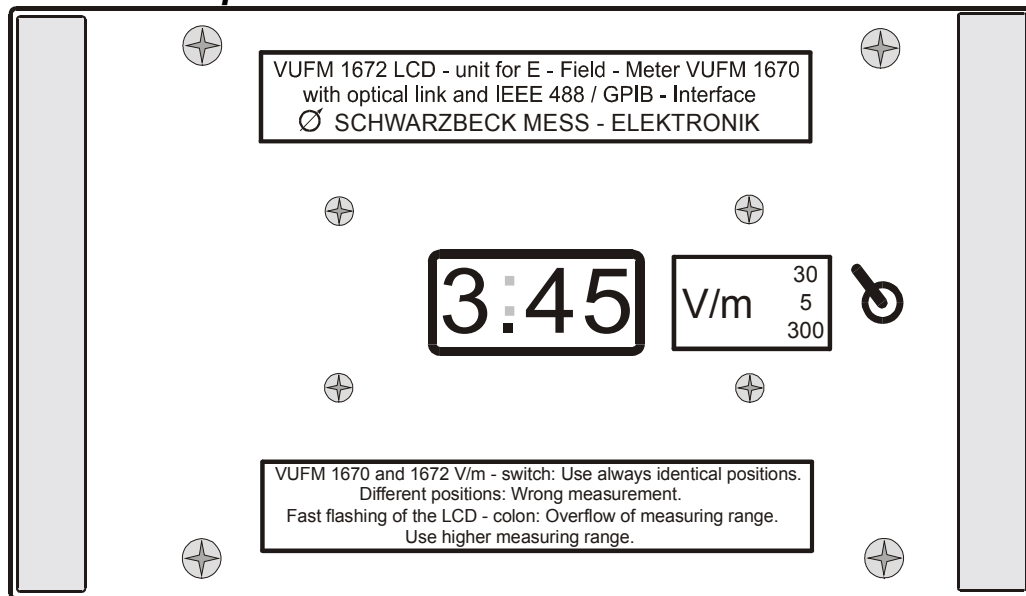 VUFM 1672 LCD - unit for E - Field - Meter VUFM 1670
with optical link and IEEE 488 / GPIB - Interface
SCHWARZBECK MESS - ELEKTRONIK
3:.45
V/m
30
5
300
VUFM 1670 and 1672 V/m - switch: Use always identical positions.
Different positions: Wrong measurement.
Fast flashing of the LCD - colon: Overflow of measuring range.
Use higher measuring range.